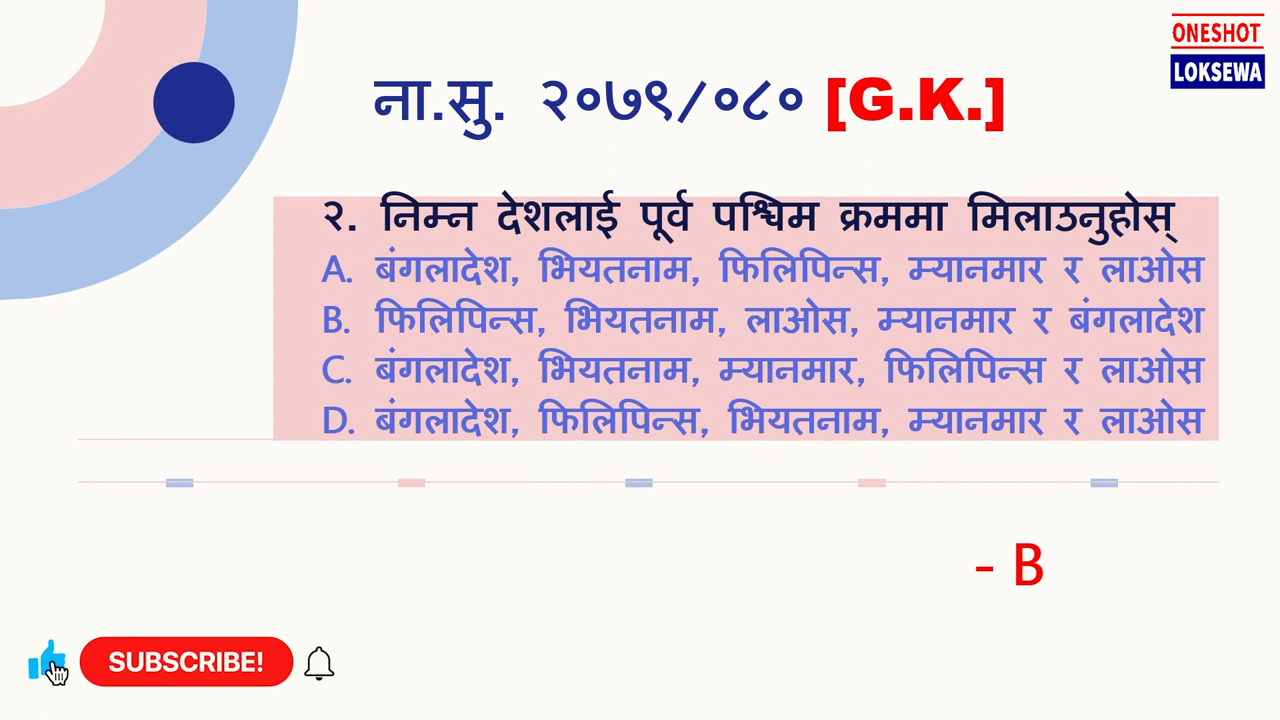 ONESHOT
LOKSEWA
ना.सु. २०७९/०८० [G.K.]
२. निम्न देशलाई पूर्व पश्चिम क्रममा मिलाउनुहोस्
A. बंगलादेश, भियतनाम, फिलिपिन्स, म्यानमार र लाओस
B. फिलिपिन्स, भियतनाम, लाओस, म्यानमार र बंगलादेश
C. बंगलादेश, भियतनाम, म्यानमार, फिलिपिन्स र लाओस
D. बंगलादेश, फिलिपिन्स, भियतनाम, म्यानमार र लाओस
- B
SUBSCRIBE!